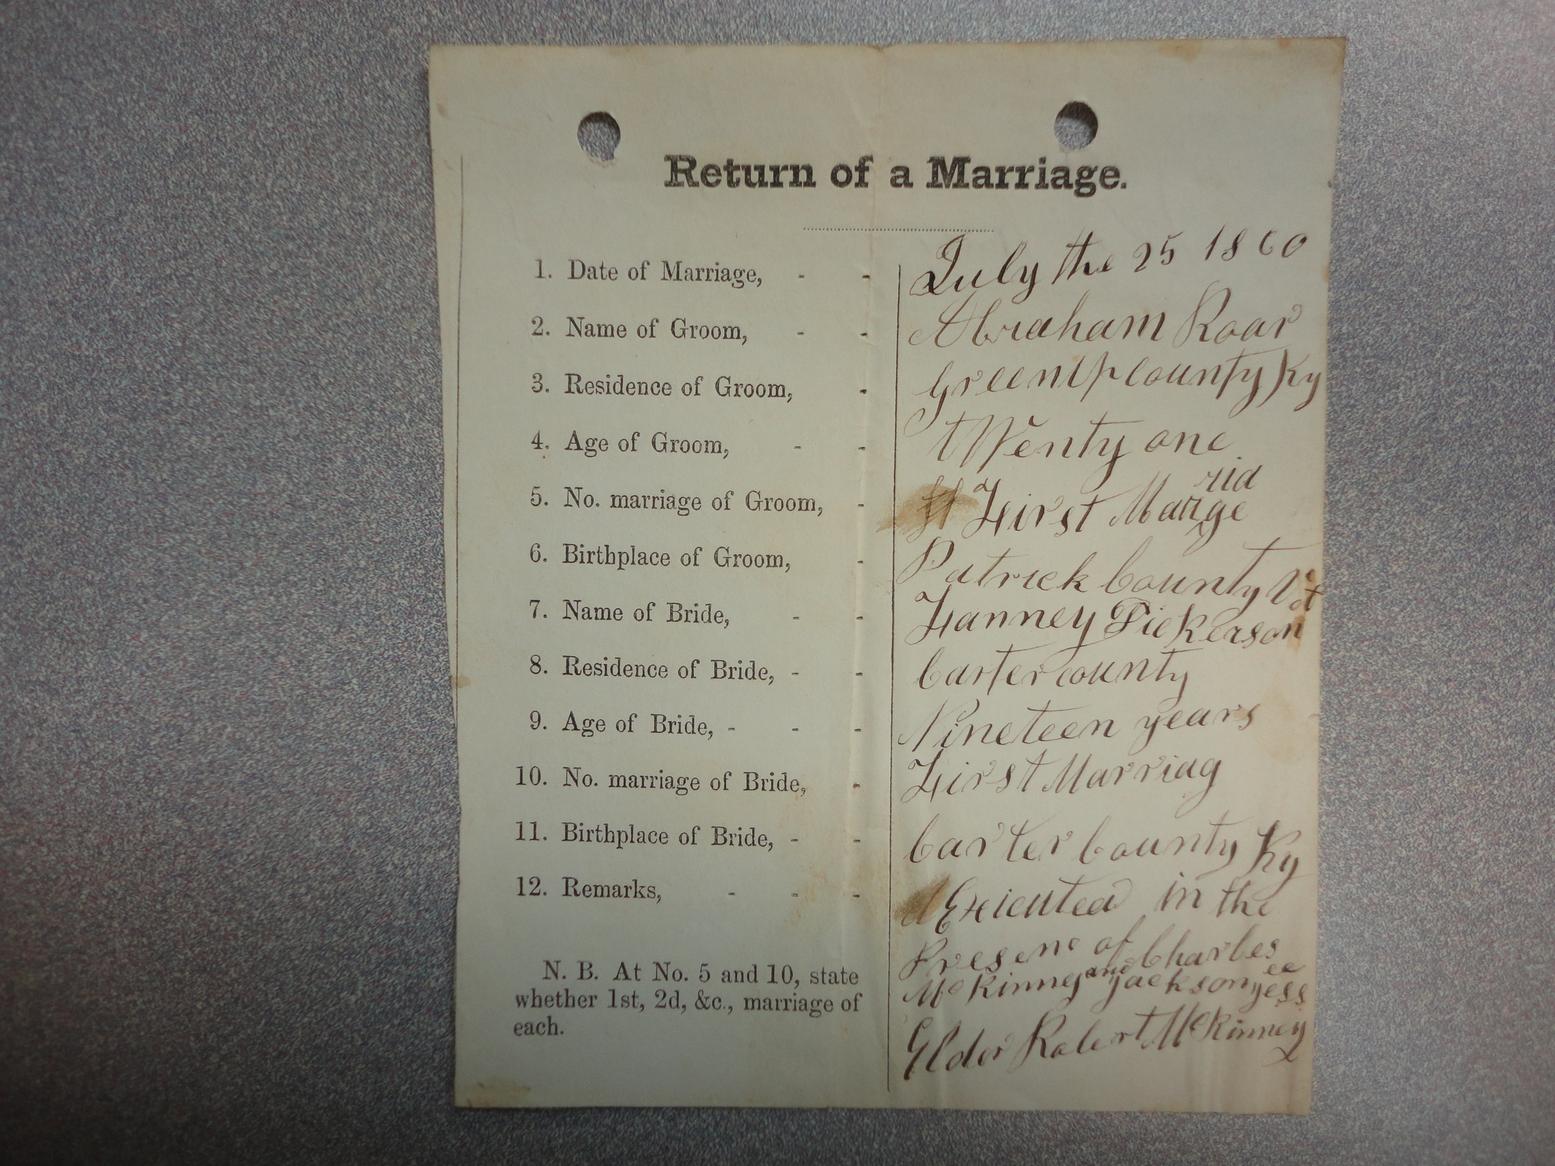 Return of a Marriage.
1. Date of Marriage, - - July the 25 1860
2. Name of Groom, - - Abraham Roar
3. Residence of Groom, - Greenup county Ky
4. Age of Groom, - - tWenty one
5. No. marriage of Groom, - First Marrge rid
6. Birthplace of Groom, - Patrick County
7. Name of Bride, - - Fanney Dickerson
8. Residence of Bride, - - Carter county
9. Age of Bride, - - - Nineteen years
10. No. marriage of Bride, - First Marriag
11. Birthplace of Bride, - - Carter County Ky
12. Remarks, - - - Exicuted in the
Presenc of Charles
N. B. At No. 5 and 10, state McKinney and Jackson
whether 1st, 2d, &c., marriage of Elder Robert McKinney
each.